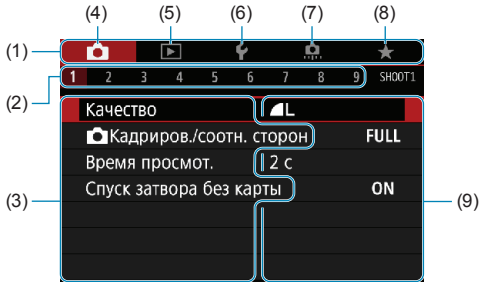 (4) (5) (6) (7) (8)
(1)
(2) 1 2 3 4 5 6 7 8 9 SHOOT1
Качество L
Кадриров./соотн. сторон FULL
Время просмот. 2 с
(3) Спуск затвора без карты ON (9)